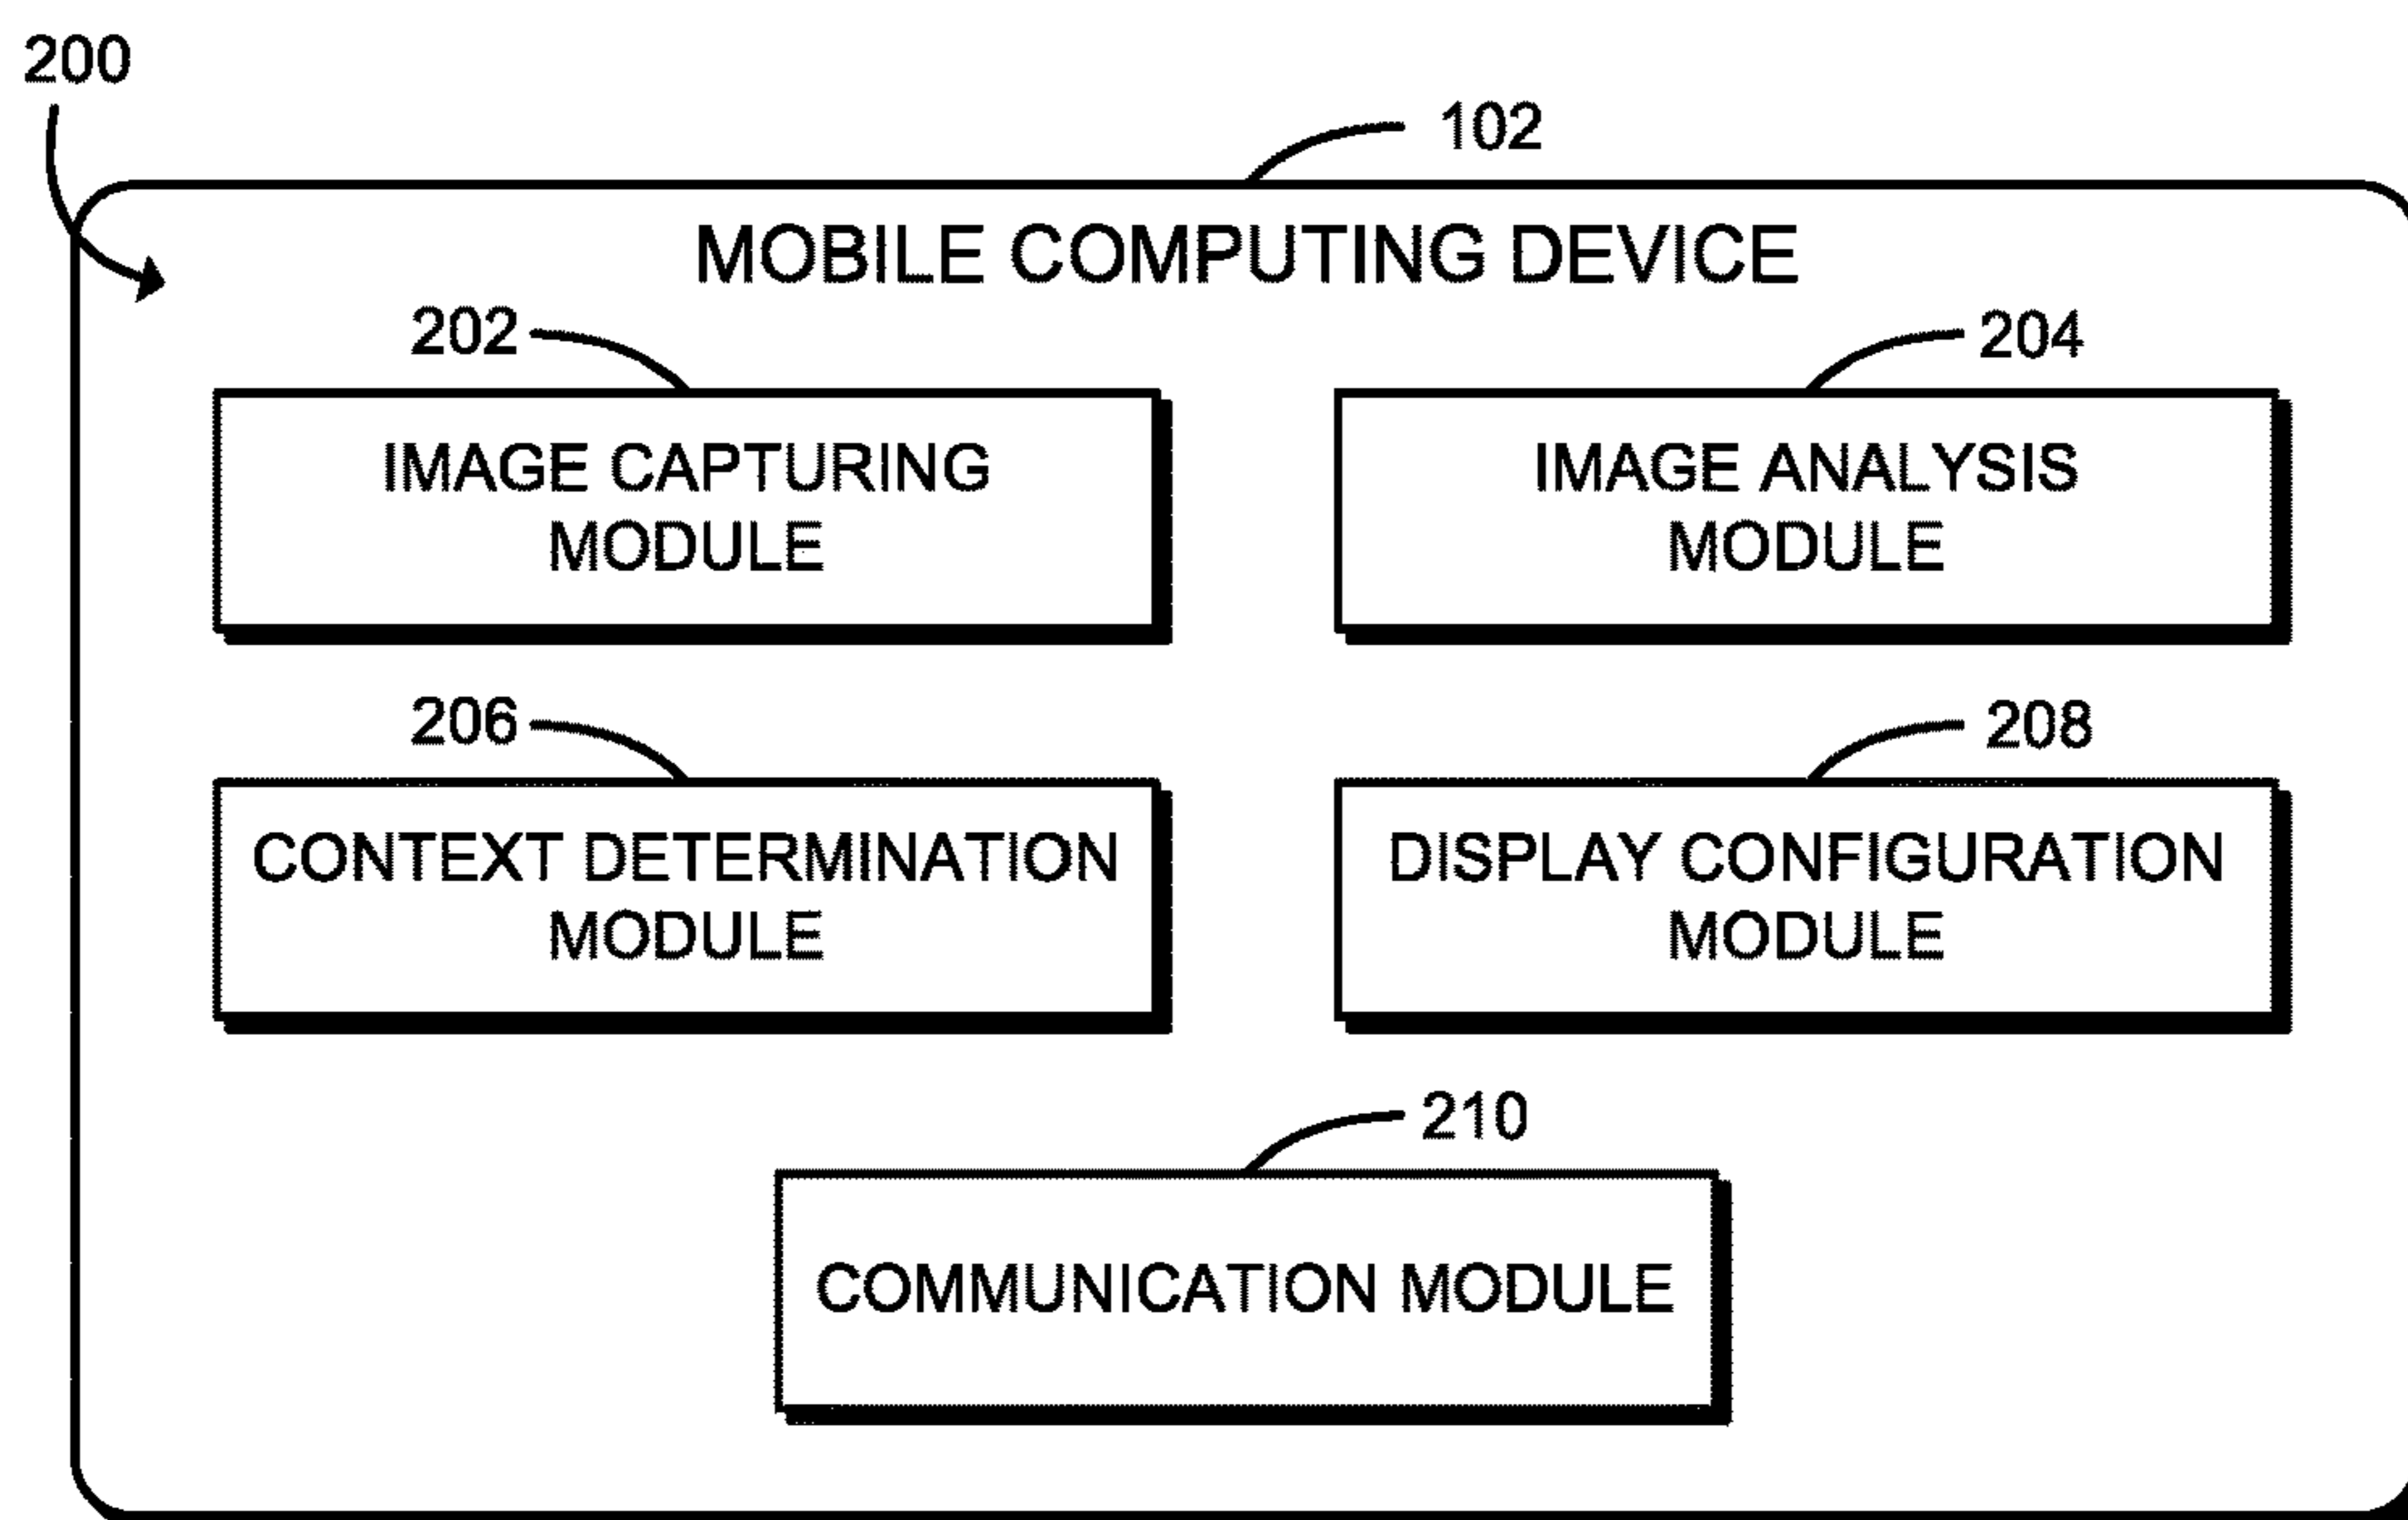 200
102
MOBILE COMPUTING DEVICE
202
204
IMAGE CAPTURING
MODULE
IMAGE ANALYSIS
MODULE
206
208
CONTEXT DETERMINATION
MODULE
DISPLAY CONFIGURATION
MODULE
210
COMMUNICATION MODULE